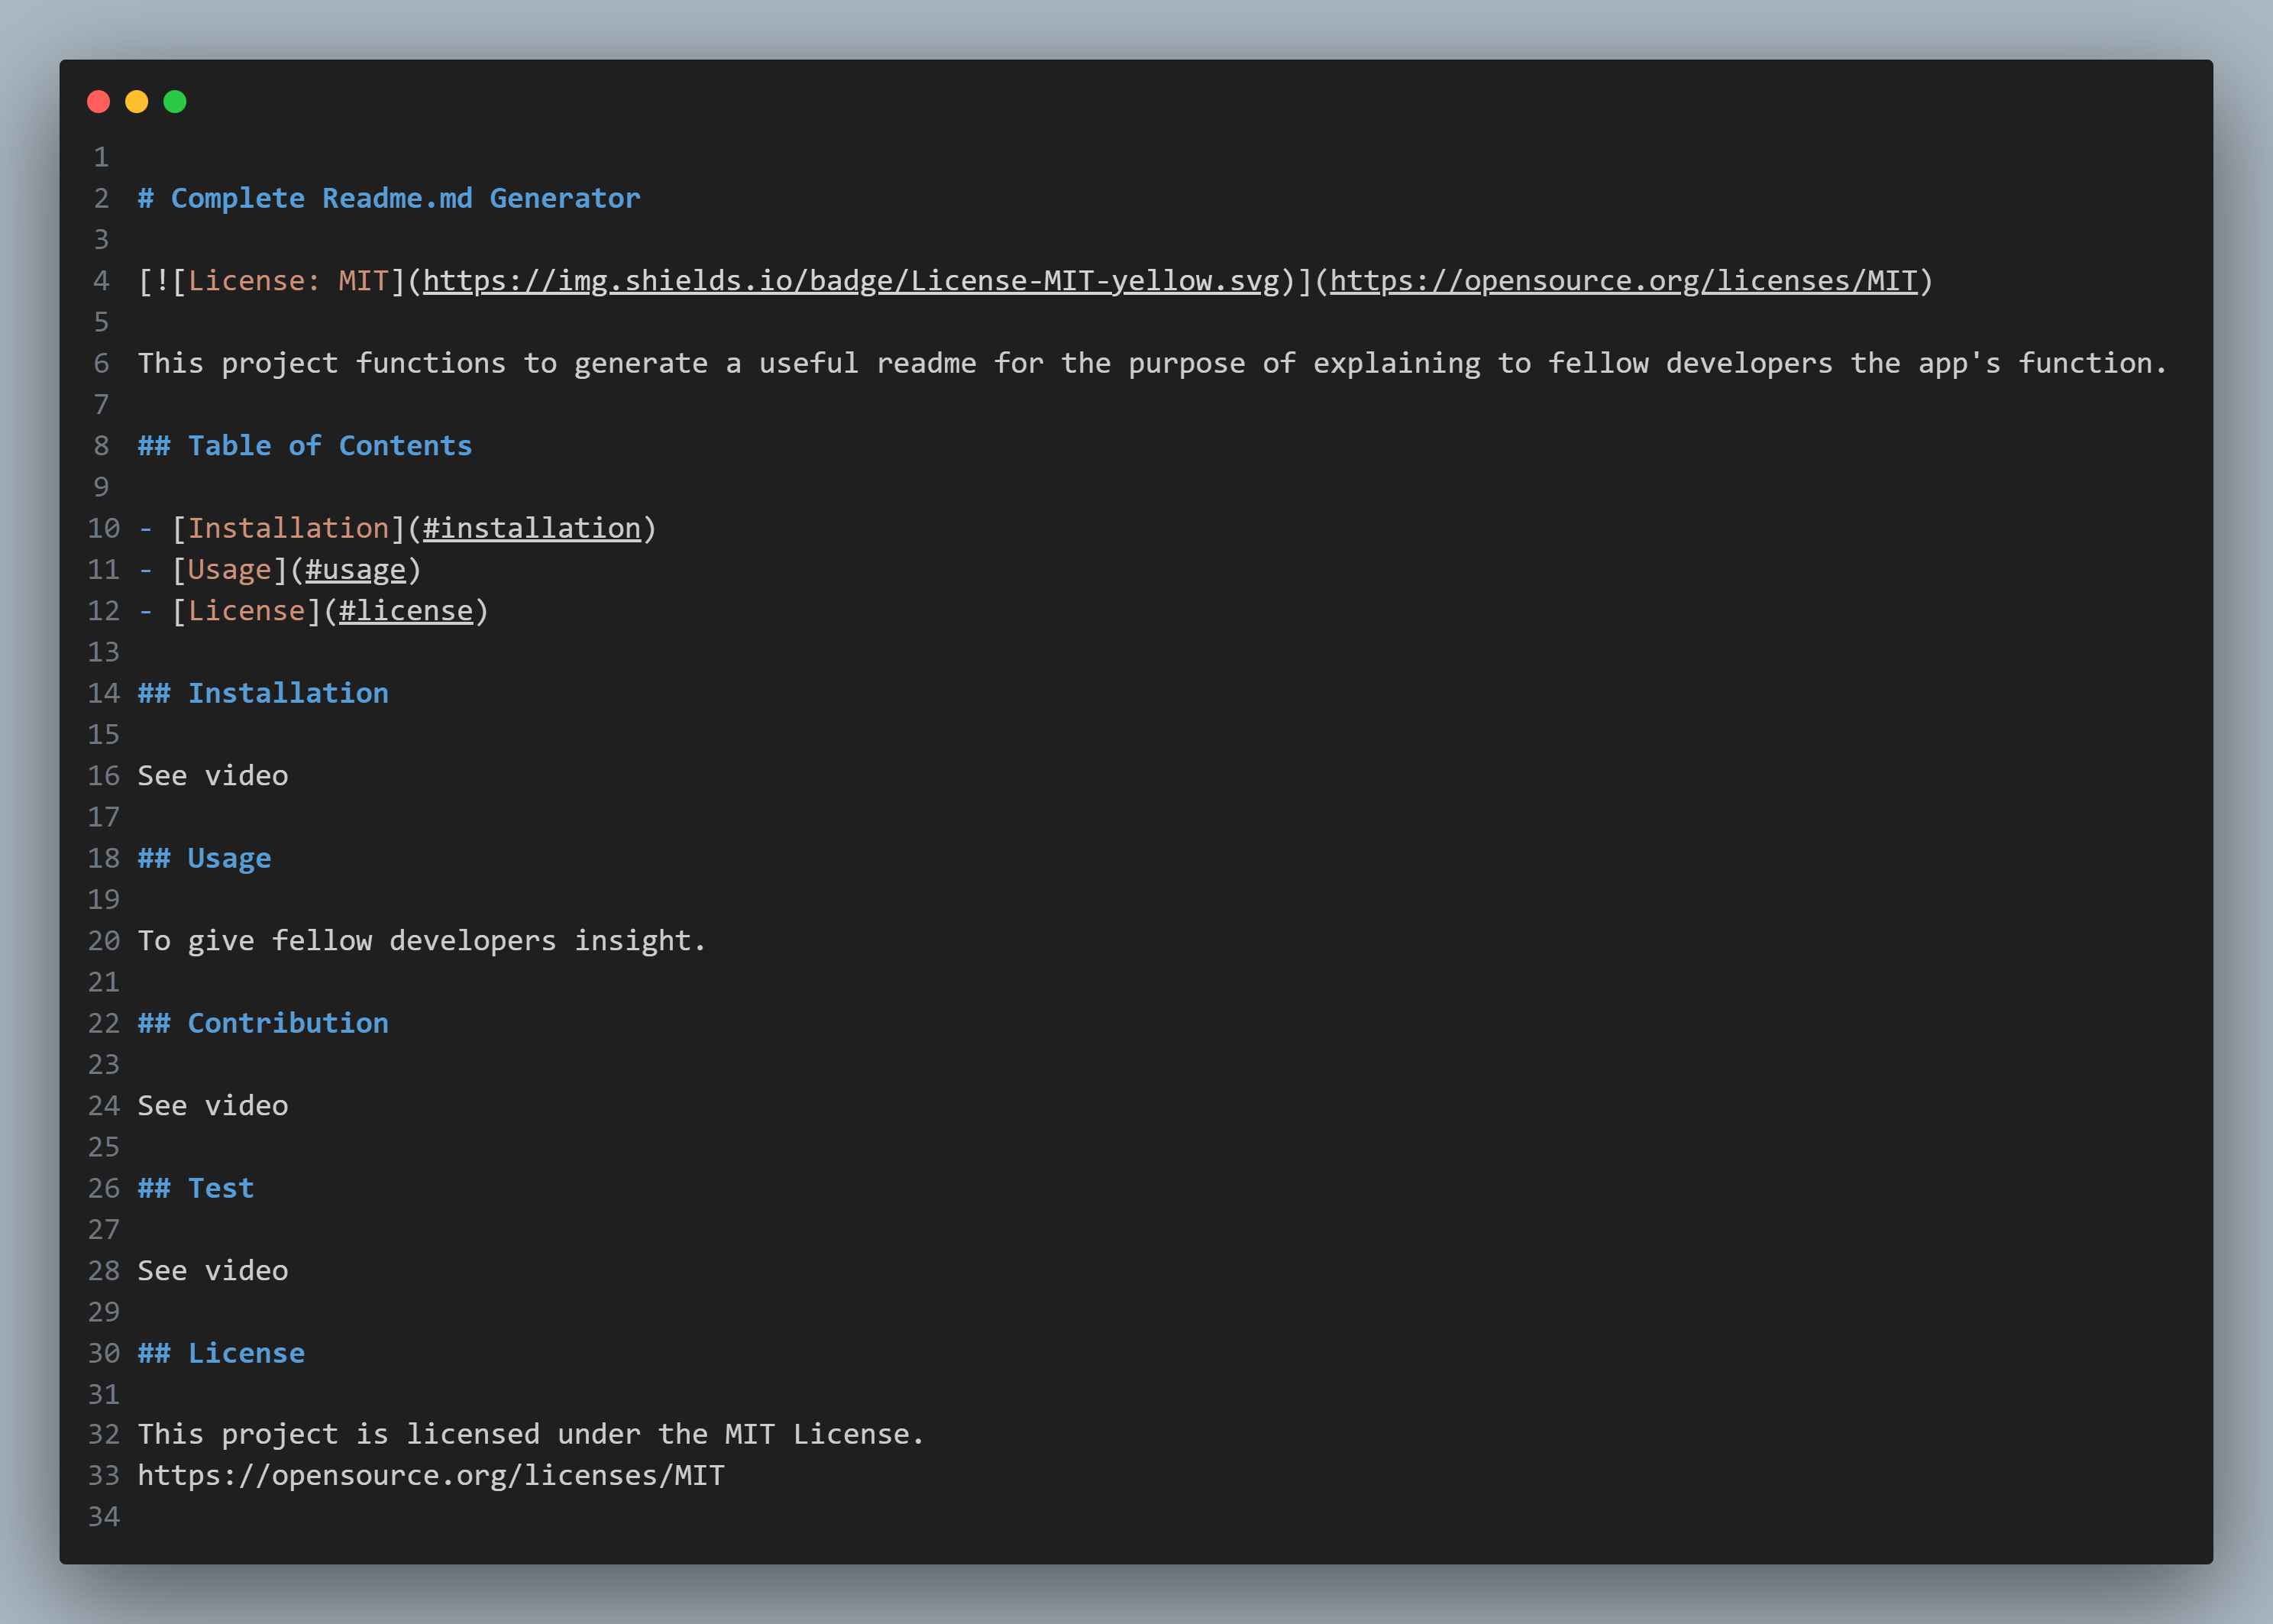 1
2 # Complete Readme.md Generator
3
4 [![License: MIT](https://img.shields.io/badge/License-MIT-yellow.svg)](https://opensource.org/licenses/MIT)
5
6 This project functions to generate a useful readme for the purpose of explaining to fellow developers the app's function.
7
8 ## Table of Contents
9
10 - [Installation](#installation)
11 - [Usage](#usage)
12 - [License](#license)
13
14 ## Installation
15
16 See video
17
18 ## Usage
19
20 To give fellow developers insight.
21
22 ## Contribution
23
24 See video
25
26 ## Test
27
28 See video
29
30 ## License
31
32 This project is licensed under the MIT License.
33 https://opensource.org/licenses/MIT
34